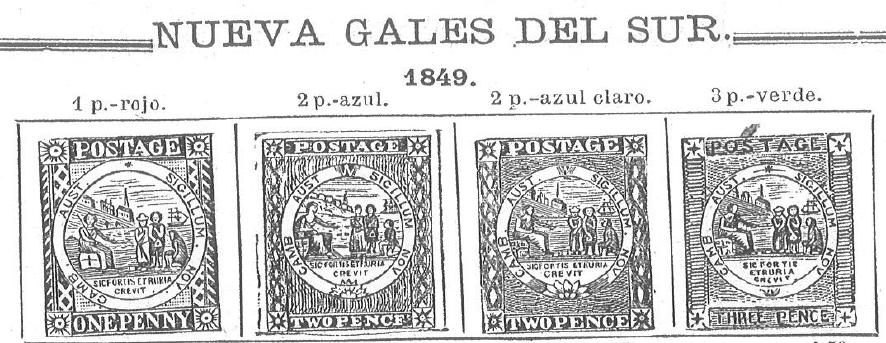 NUEVA GALES DEL SUR.
1849.
1 p.-rojo.
2 p.-azul.
2 p.-azul claro.
3 p.-verde.
POSTAGE
SIGILLUM. NOV. CAMB. AUST.
SIC FORTIS ETRURIA
CREVIT
ONE PENNY
POSTAGE
SIGILLUM NOV CAMB AUST
SIC FORTIS ETRURIA
CREVIT
TWO PENCE
POSTAGE
SIGILLUM NOV CAMB AUST
SIC FORTIS ETRURIA
CREVIT
TWO PENCE
POSTAGE
SIGILLUM NOV CAMB AUST.
SIC FORTIS
ETRURIA
CREVIT
THREE PENCE